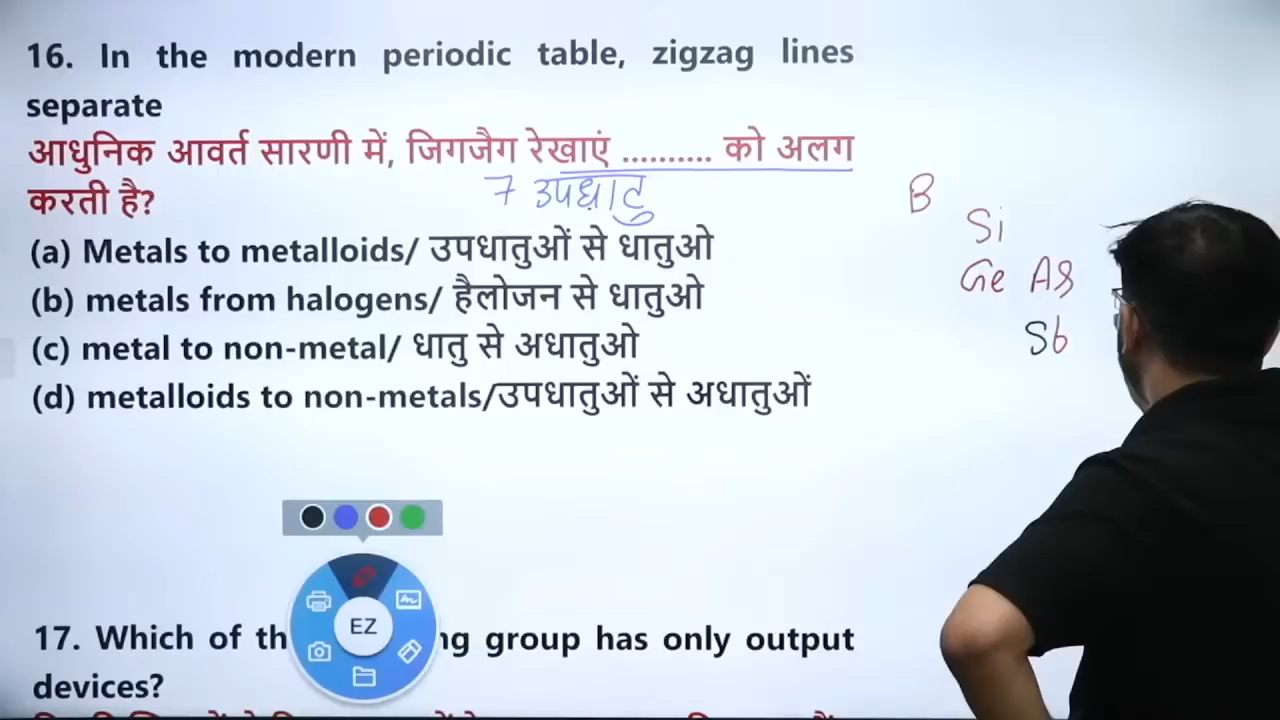 16. In the modern periodic table, zigzag lines
separate
आधुनिक आवर्त सारणी में, जिगजैग रेखाएं .......... को अलग
करती है?
7 उपधातु
(a) Metals to metalloids/ उपधातुओं से धातुओ
(b) metals from halogens/ हैलोजन से धातुओ
(c) metal to non-metal/ धातु से अधातुओ
(d) metalloids to non-metals/उपधातुओं से अधातुओं
B
Si
Ge As
Sb
EZ
17. Which of th ng group has only output
devices?